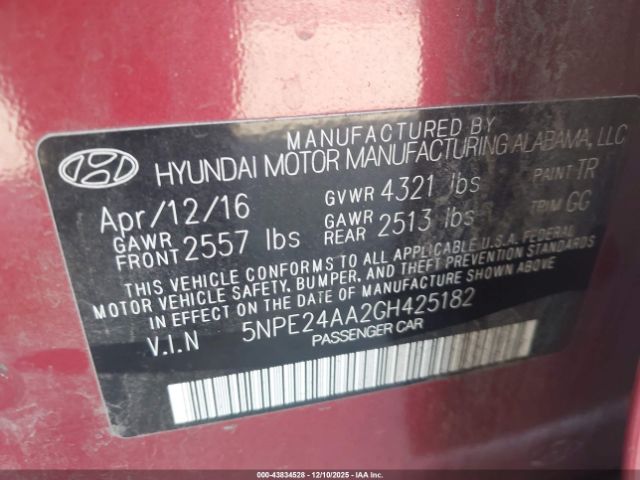 MANUFACTURED BY
HYUNDAI MOTOR MANUFACTURING ALABAMA, LLC
Apr/12/16 GVWR 4321 lbs PAINT TR
GAWR FRONT 2557 lbs GAWR REAR 2513 lbs TRIM GG
THIS VEHICLE CONFORMS TO ALL APPLICABLE U.S.A. FEDERAL
MOTOR VEHICLE SAFETY, BUMPER, AND THEFT PREVENTION STANDARDS
IN EFFECT ON THE DATE OF MANUFACTURE SHOWN ABOVE
V.I.N 5NPE24AA2GH425182
PASSENGER CAR
000-43834528 - 12/10/2025 - IAA Inc.